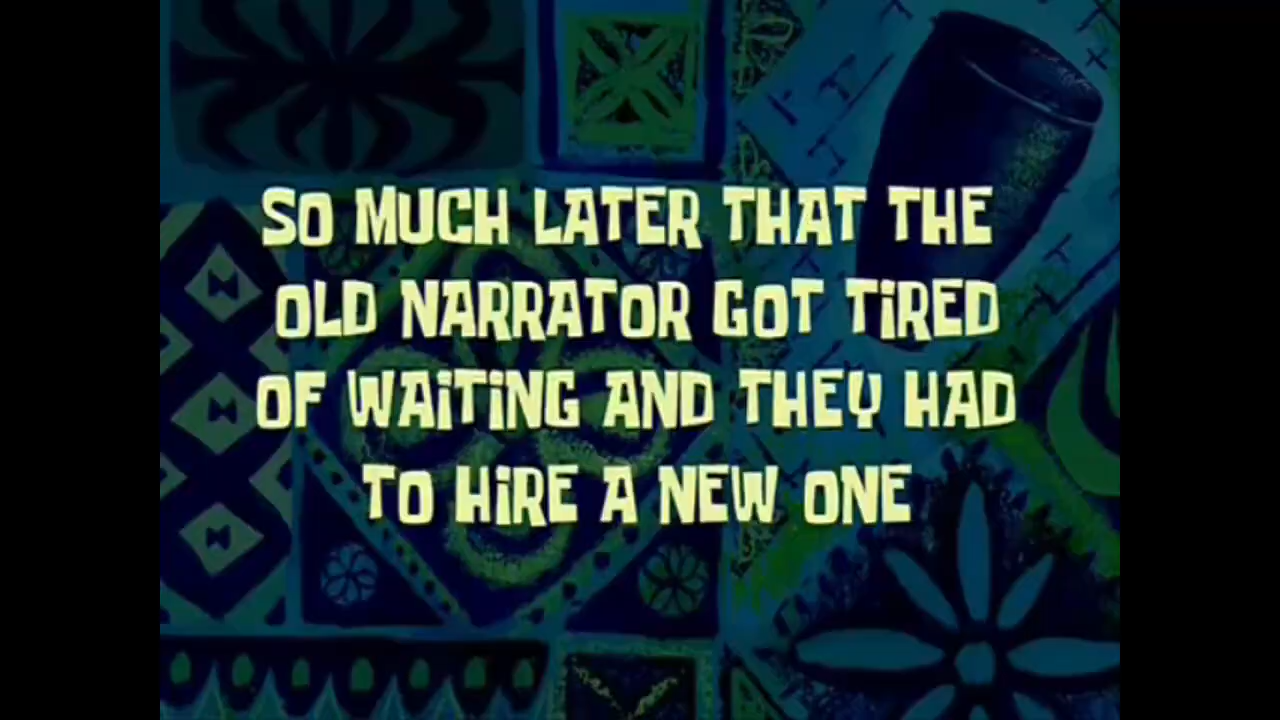 SO MUCH LATER THAT THE
OLD NARRATOR GOT TiRED
OF WAiTiNG AND THEY HAD
TO HiRE A NEW ONE